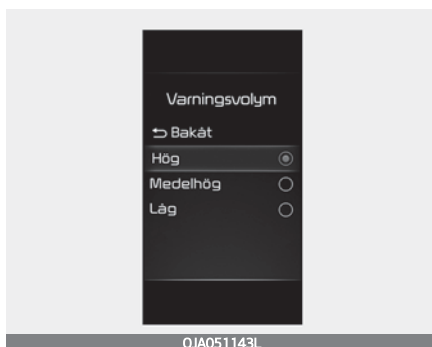 Varningsvolym
Bakåt
Hög
Medelhög
Låg
OJA051143L